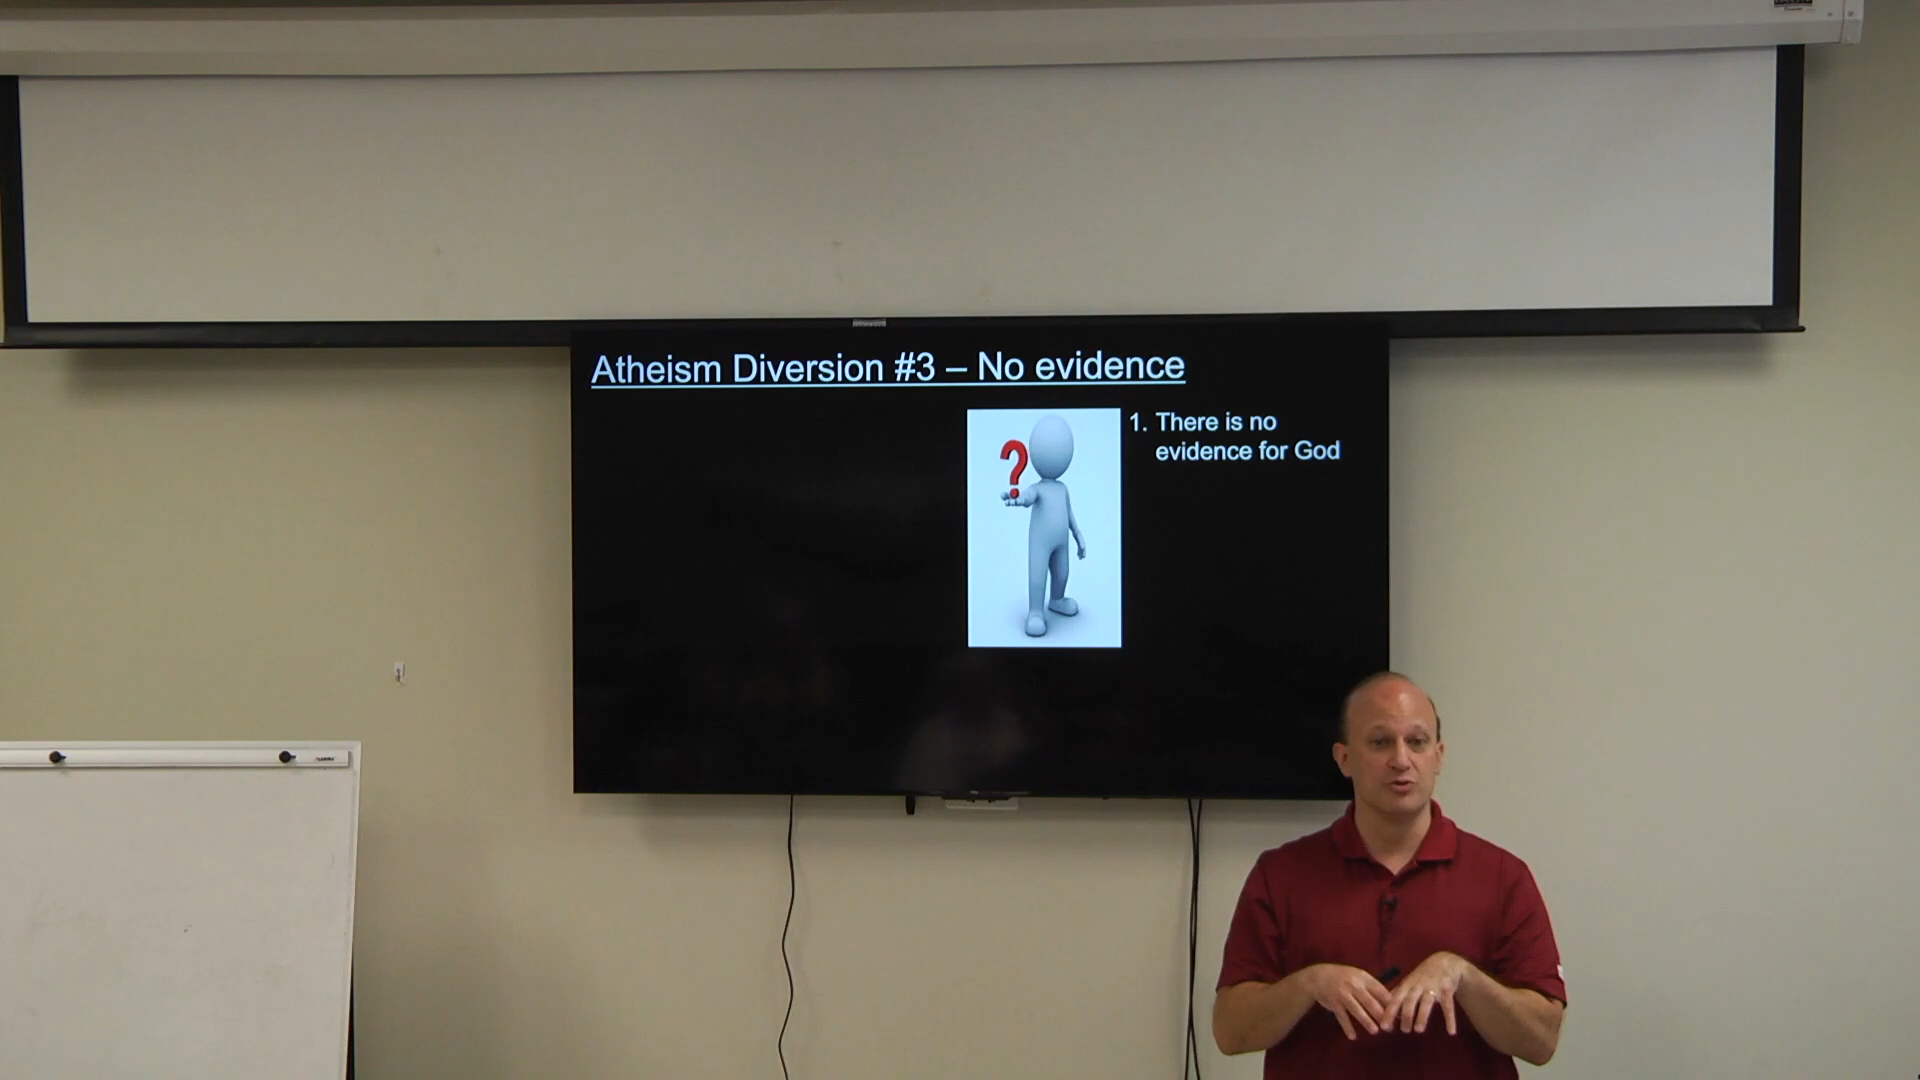 Atheism Diversion #3 – No evidence
1. There is no
evidence for God
?